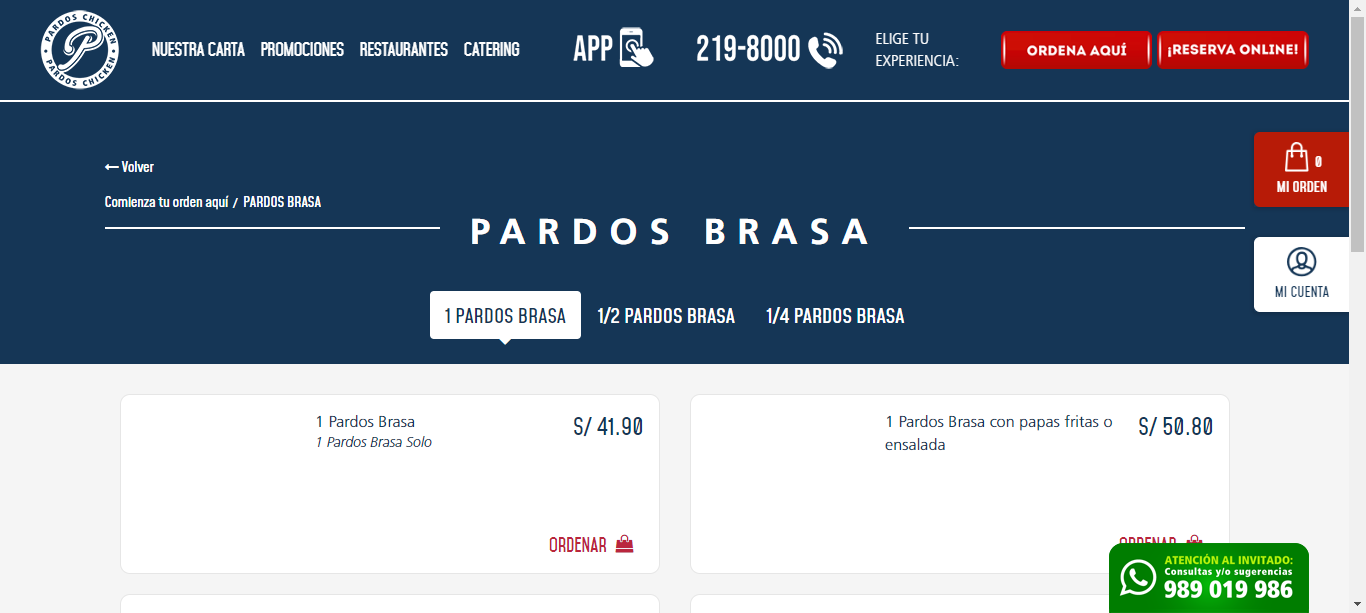 PARDOS CHICKEN
PARDOS CHICKEN
NUESTRA CARTA PROMOCIONES RESTAURANTES CATERING
APP
219-8000
ELIGE TU
EXPERIENCIA:
ORDENA AQUÍ
¡RESERVA ONLINE!
Volver
Comienza tu orden aquí / PARDOS BRASA
PARDOS BRASA
0
MI ORDEN
MI CUENTA
1 PARDOS BRASA 1/2 PARDOS BRASA 1/4 PARDOS BRASA
1 Pardos Brasa
1 Pardos Brasa Solo
S/ 41.90
ORDENAR
1 Pardos Brasa con papas fritas o
ensalada
S/ 50.80
ORDENAR
ATENCIÓN AL INVITADO:
Consultas y/o sugerencias
989 019 986